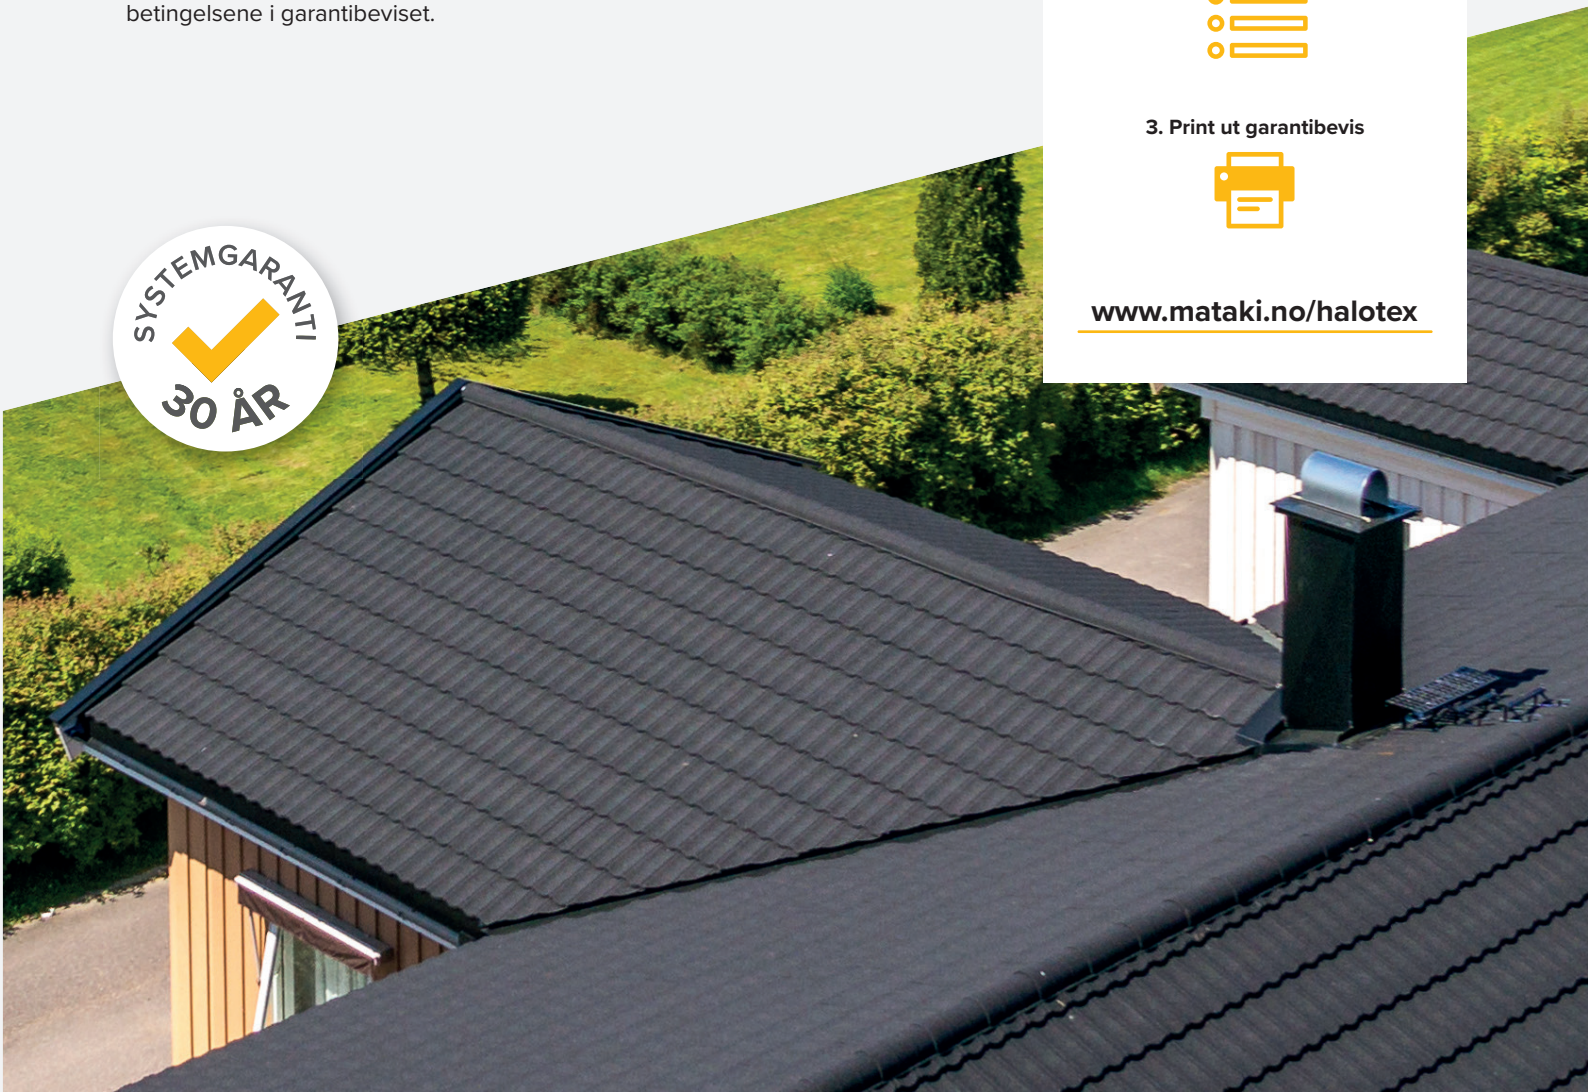 betingelsene i garantibeviset.
3. Print ut garantibevis
www.mataki.no/halotex
SYSTEMGARANTI
30 ÅR